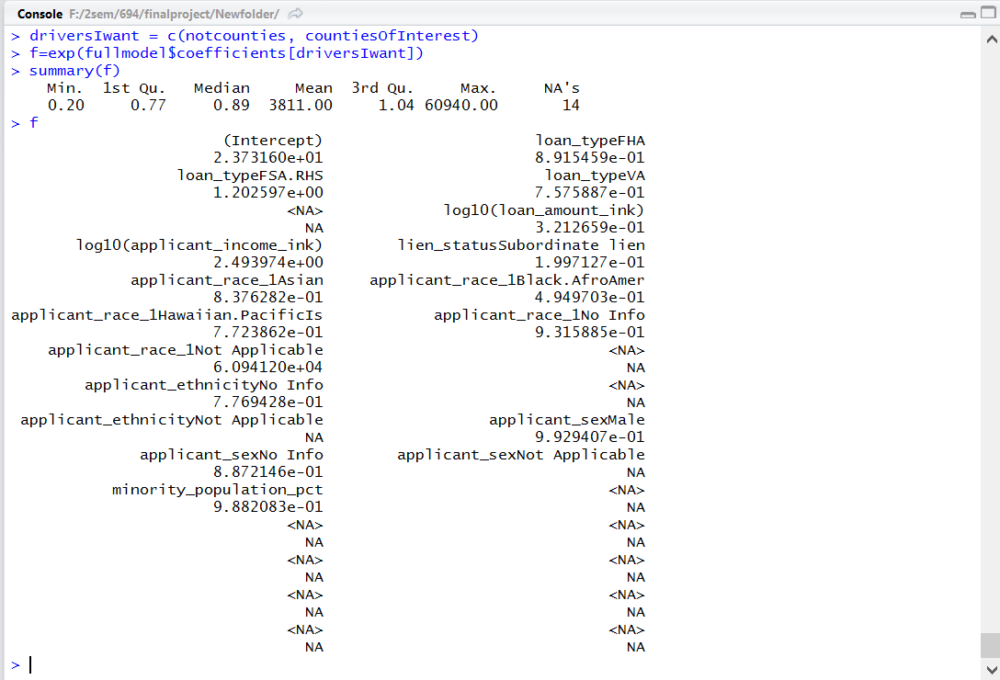 Console F:/2sem/694/finalproject/Newfolder/
> driversIwant = c(notcounties, countiesOfInterest)
> f=exp(fullmodel$coefficients[driversIwant])
> summary(f)
Min. 1st Qu. Median Mean 3rd Qu. Max. NA's
0.20 0.77 0.89 3811.00 1.04 60940.00 14
> f
(Intercept) loan_typeFHA
2.373160e+01 8.915459e-01
loan_typeFSA.RHS loan_typeVA
1.202597e+00 7.575887e-01
<NA> log10(loan_amount_ink)
NA 3.212659e-01
log10(applicant_income_ink) lien_statusSubordinate lien
2.493974e+00 1.997127e-01
applicant_race_1Asian applicant_race_1Black.AfroAmer
8.376282e-01 4.949703e-01
applicant_race_1Hawaiian.PacificIs applicant_race_1No Info
7.723862e-01 9.315885e-01
applicant_race_1Not Applicable <NA>
6.094120e+04 NA
applicant_ethnicityNo Info <NA>
7.769428e-01 NA
applicant_ethnicityNot Applicable applicant_sexMale
NA 9.929407e-01
applicant_sexNo Info applicant_sexNot Applicable
8.872146e-01 NA
minority_population_pct <NA>
9.882083e-01 NA
<NA> <NA>
NA NA
<NA> <NA>
NA NA
<NA> <NA>
NA NA
<NA> <NA>
NA NA
>